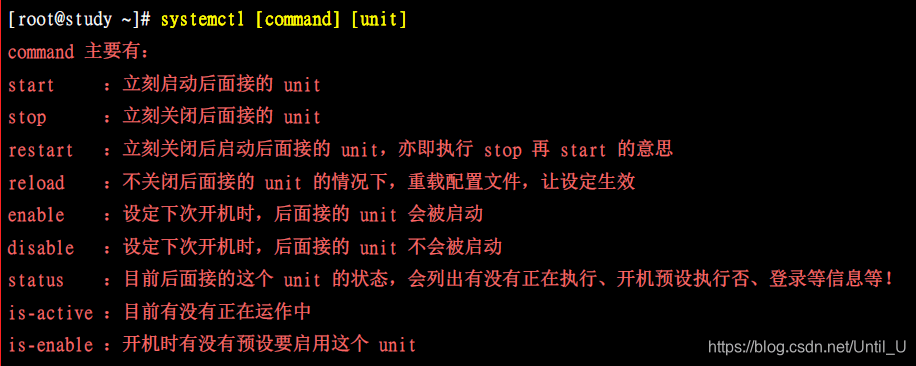 [root@study ~]# systemctl [command] [unit]
command 主要有:
start : 立刻启动后面接的 unit
stop : 立刻关闭后面接的 unit
restart : 立刻关闭后启动后面接的 unit，亦即执行 stop 再 start 的意思
reload : 不关闭后面接的 unit 的情况下，重载配置文件，让设定生效
enable : 设定下次开机时，后面接的 unit 会被启动
disable : 设定下次开机时，后面接的 unit 不会被启动
status : 目前后面接的这个 unit 的状态，会列出有没有正在执行、开机预设执行否、登录等信息等!
is-active : 目前有没有正在运作中
is-enable : 开机时有没有预设要启用这个 unit
https://blog.csdn.net/Until_U